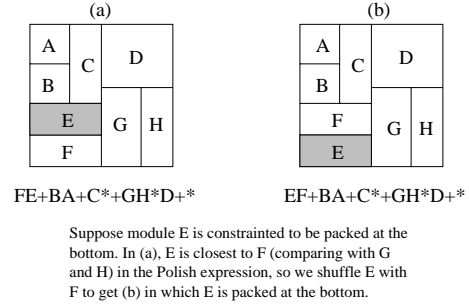 (a) (b)
A C D
B
E
F
G H
A C D
B
F
E
G H
FE+BA+C*+GH*D+* EF+BA+C*+GH*D+*
Suppose module E is constrainted to be packed at the
bottom. In (a), E is closest to F (comparing with G
and H) in the Polish expression, so we shuffle E with
F to get (b) in which E is packed at the bottom.